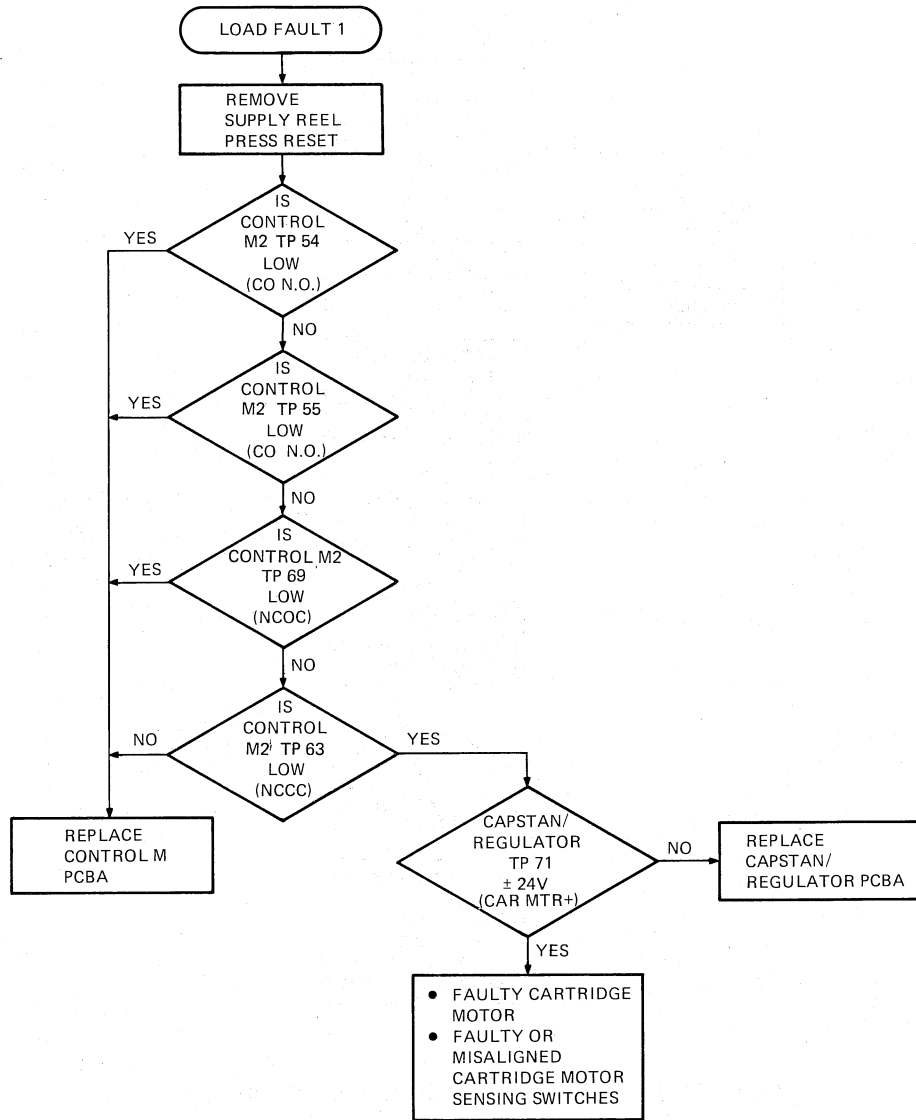 LOAD FAULT 1
REMOVE
SUPPLY REEL
PRESS RESET
IS
CONTROL
M2 TP 54
LOW
(CO N.O.)
YES
NO
IS
CONTROL
M2 TP 55
LOW
(CO N.O.)
YES
NO
IS
CONTROL M2
TP 69
LOW
(NCOC)
YES
NO
IS
CONTROL
M2 TP 63
LOW
(NCCC)
NO
YES
REPLACE
CONTROL M
PCBA
CAPSTAN/
REGULATOR
TP 71
± 24V
(CAR MTR+)
NO
REPLACE
CAPSTAN/
REGULATOR PCBA
YES
● FAULTY CARTRIDGE
MOTOR
● FAULTY OR
MISALIGNED
CARTRIDGE MOTOR
SENSING SWITCHES